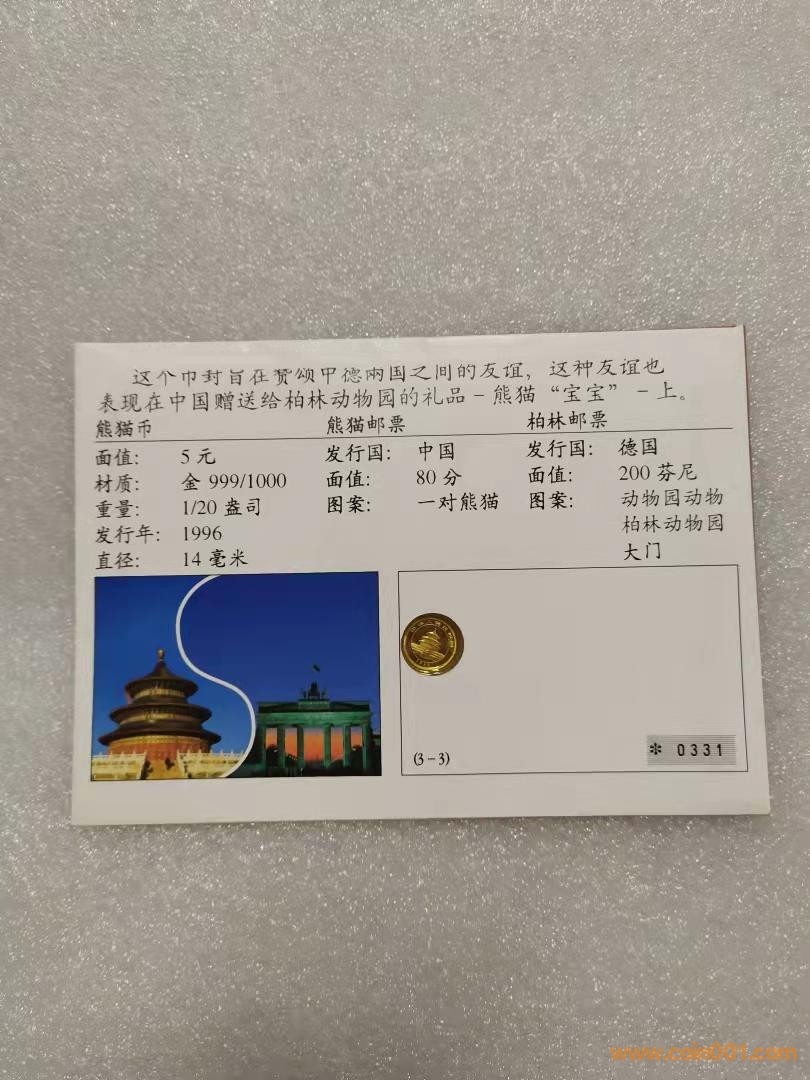 这个币封旨在赞颂中德两国之间的友谊，这种友谊也
表现在中国赠送给柏林动物园的礼品－熊猫“宝宝”－上。
熊猫币 熊猫邮票 柏林邮票
面值： 5 元 发行国： 中国 发行国： 德国
材质： 金 999/1000 面值： 80 分 面值： 200 芬尼
重量： 1/20 盎司 图案： 一对熊猫 图案： 动物园动物
发行年： 1996 柏林动物园
直径： 14 毫米 大门
(3－3)
* 0331
www.coin001.com